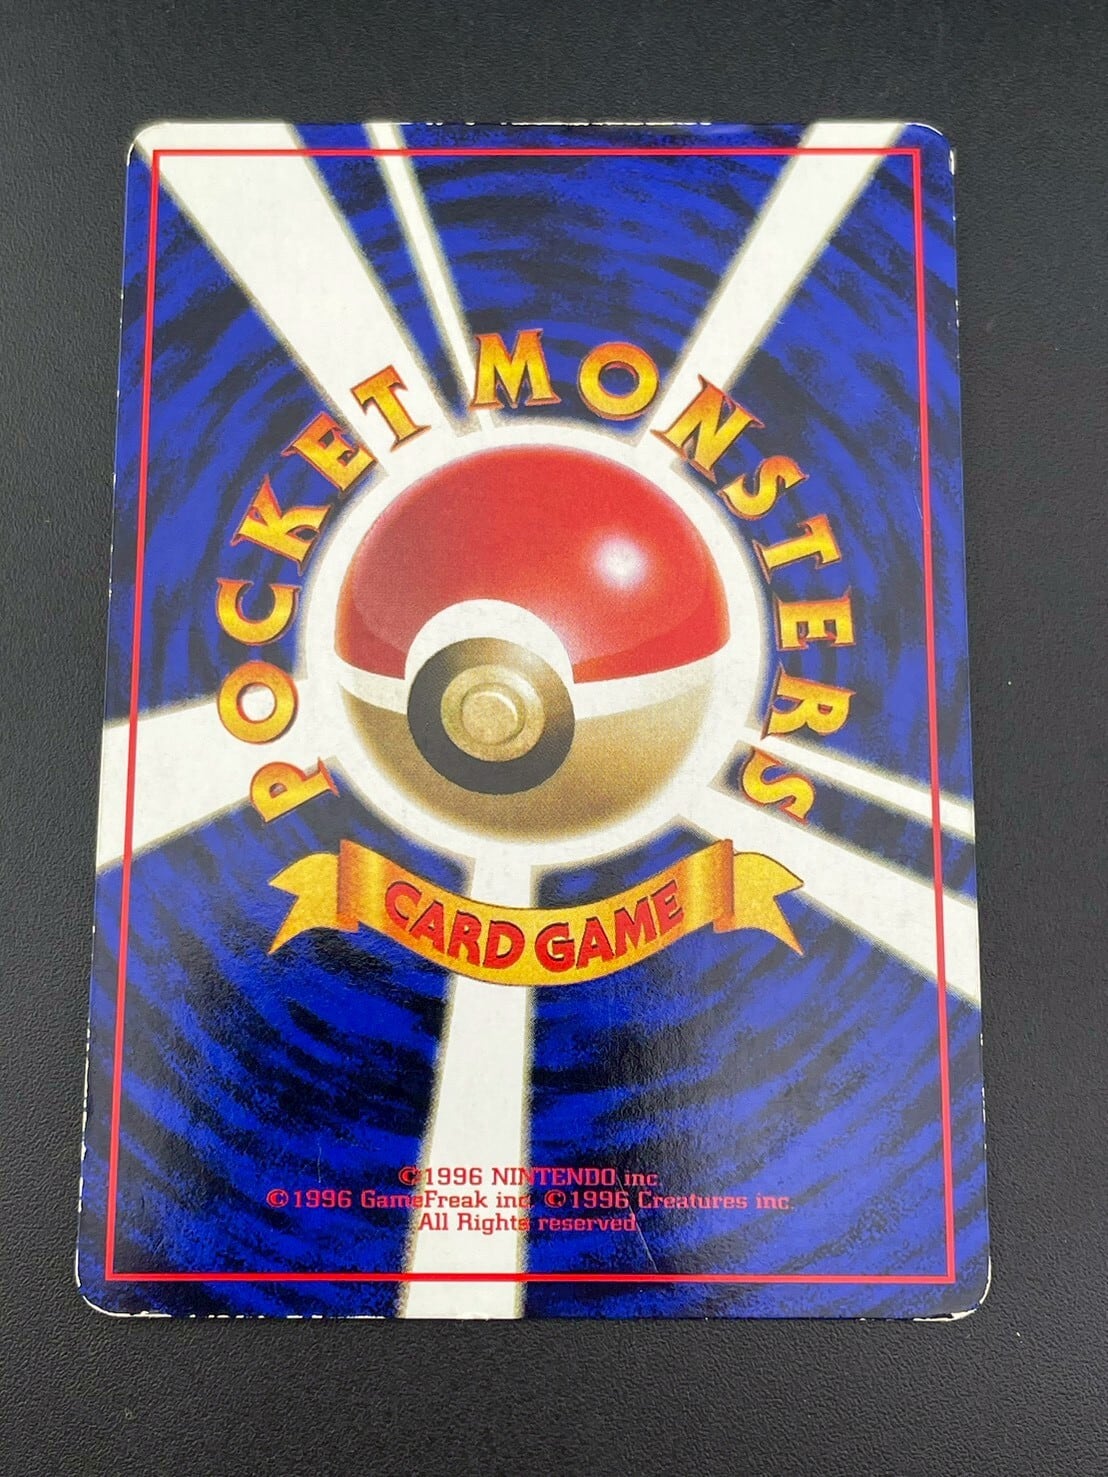 POCKET MONSTERS
CARD GAME
©1996 NINTENDO inc
©1996 GameFreak inc. ©1996 Creatures inc.
All Rights reserved